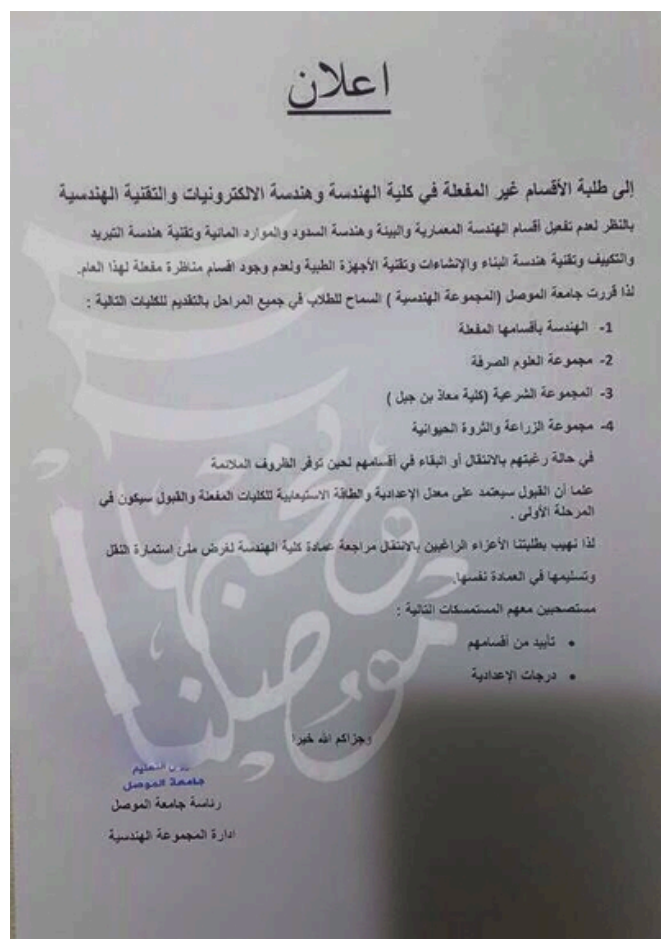 اعلان
إلى طلبة الأقسام غير المفعلة في كلية الهندسة وهندسة الالكترونيات والتقنية الهندسية
بالنظر لعدم تفعيل أقسام الهندسة المعمارية والبيئة وهندسة السدود والموارد المائية وتقنية هندسة التبريد
والتكييف وتقنية هندسة البناء والإنشاءات وتقنية الأجهزة الطبية ولعدم وجود اقسام مناظرة مفعلة لهذا العام.
لذا قررت جامعة الموصل (المجموعة الهندسية ) السماح للطلاب في جميع المراحل بالتقديم للكليات التالية :
1- الهندسة بأقسامها المفعلة
2- مجموعة العلوم الصرفة
3- المجموعة الشرعية (كلية معاذ بن جبل )
4- مجموعة الزراعة والثروة الحيوانية
في حالة رغبتهم بالانتقال أو البقاء في أقسامهم لحين توفر الظروف الملائمة
علما أن القبول سيعتمد على معدل الإعدادية والطاقة الاستيعابية للكليات المفعلة والقبول سيكون في
المرحلة الأولى .
لذا نهيب بطلبتنا الأعزاء الراغبين بالانتقال مراجعة عمادة كلية الهندسة لغرض ملئ استمارة النقل
وتسليمها في العمادة نفسها.
مستصحبين معهم المستمسكات التالية :
• تأييد من أقسامهم
• درجات الإعدادية
وجزاكم الله خيرا
التعليم
جامعة الموصل
رئاسة جامعة الموصل
ادارة المجموعة الهندسية